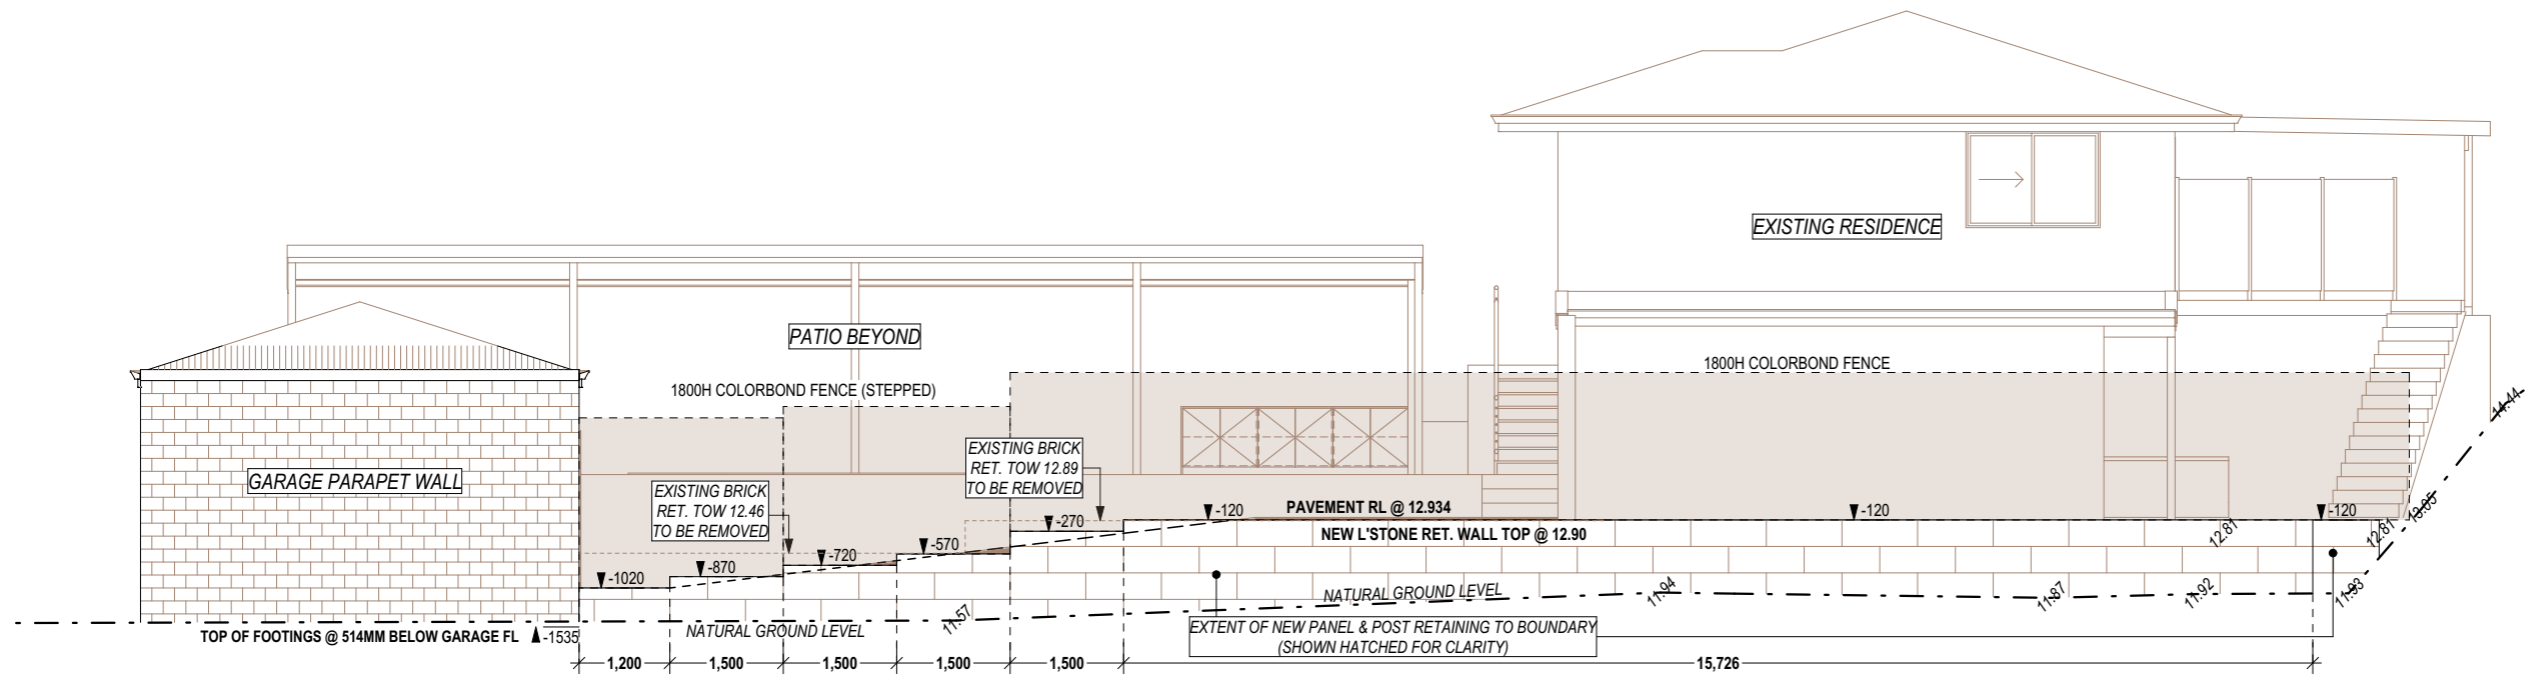 EXISTING RESIDENCE
PATIO BEYOND
1800H COLORBOND FENCE
1800H COLORBOND FENCE (STEPPED)
14.44
EXISTING BRICK
RET. TOW 12.89
TO BE REMOVED
GARAGE PARAPET WALL
EXISTING BRICK
RET. TOW 12.46
TO BE REMOVED
PAVEMENT RL @ 12.934
-120
-120
-120
13.05
-270
NEW L'STONE RET. WALL TOP @ 12.90
12.81
12.81
-570
-720
-870
-1020
NATURAL GROUND LEVEL
11.94
11.87
11.92
11.93
11.57
TOP OF FOOTINGS @ 514MM BELOW GARAGE FL
-1535
NATURAL GROUND LEVEL
EXTENT OF NEW PANEL & POST RETAINING TO BOUNDARY
(SHOWN HATCHED FOR CLARITY)
1,200
1,500
1,500
1,500
1,500
15,726